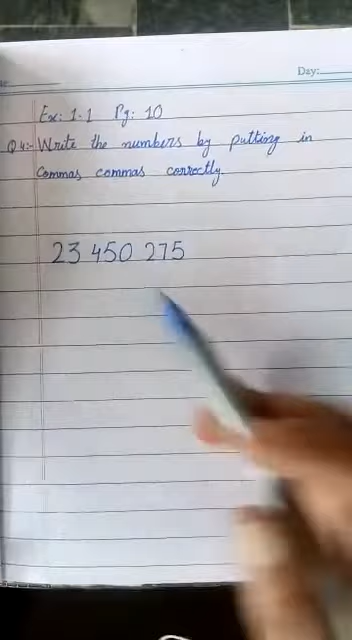 Day:
Ex: 1.1 Pg: 10
Q4:- Write the numbers by putting in
Commas commas correctly.
23 450 275